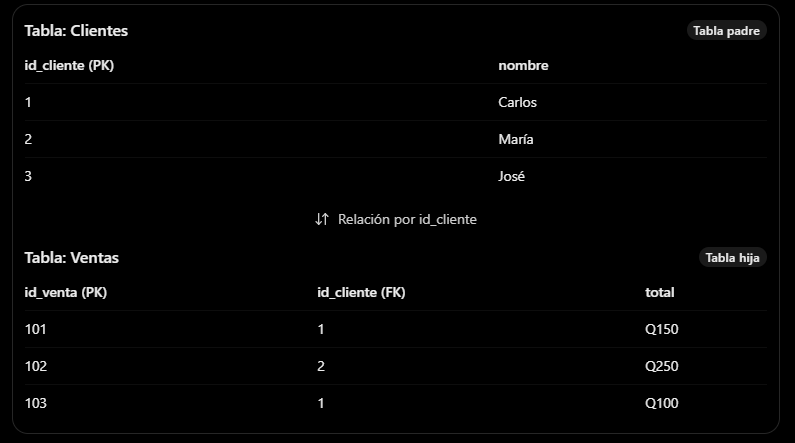 Tabla: Clientes Tabla padre
id_cliente (PK) nombre
1 Carlos
2 María
3 José
Relación por id_cliente
Tabla: Ventas Tabla hija
id_venta (PK) id_cliente (FK) total
101 1 Q150
102 2 Q250
103 1 Q100